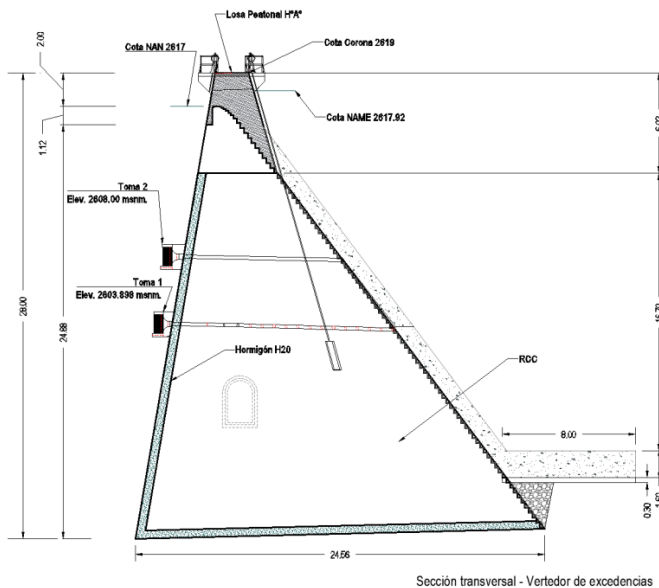 Losa Peatonal HºAº
Cota NAN 2617
Cota Corona 2619
2.00
Cota NAME 2617.92
1.12
Toma 2
Elev. 2608.00 msnm.
Toma 1
Elev. 2603.898 msnm.
28.00
24.88
Hormigón H20
RCC
8.00
0.30
24.56
Sección transversal - Vertedor de excedencias